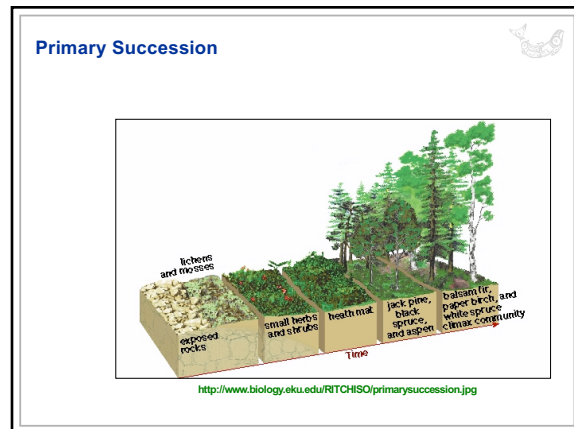 Primary Succession
lichens
and mosses
exposed
rocks
small herbs
and shrubs
heath mat
jack pine,
black
spruce,
and aspen
balsam fir,
paper birch, and
white spruce
climax community
Time
http://www.biology.eku.edu/RITCHISO/primarysuccession.jpg